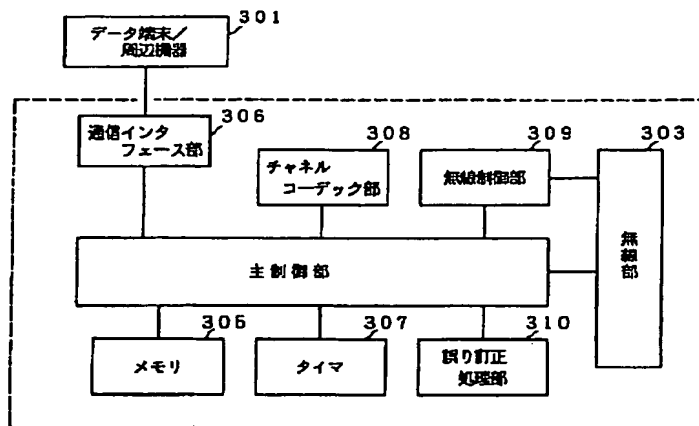 301
データ端末/
周辺機器
306
通信インタ
フェース部
308
チャネル
コーデック部
309
無線制御部
303
無線部
主制御部
305
メモリ
307
タイマ
310
誤り訂正
処理部